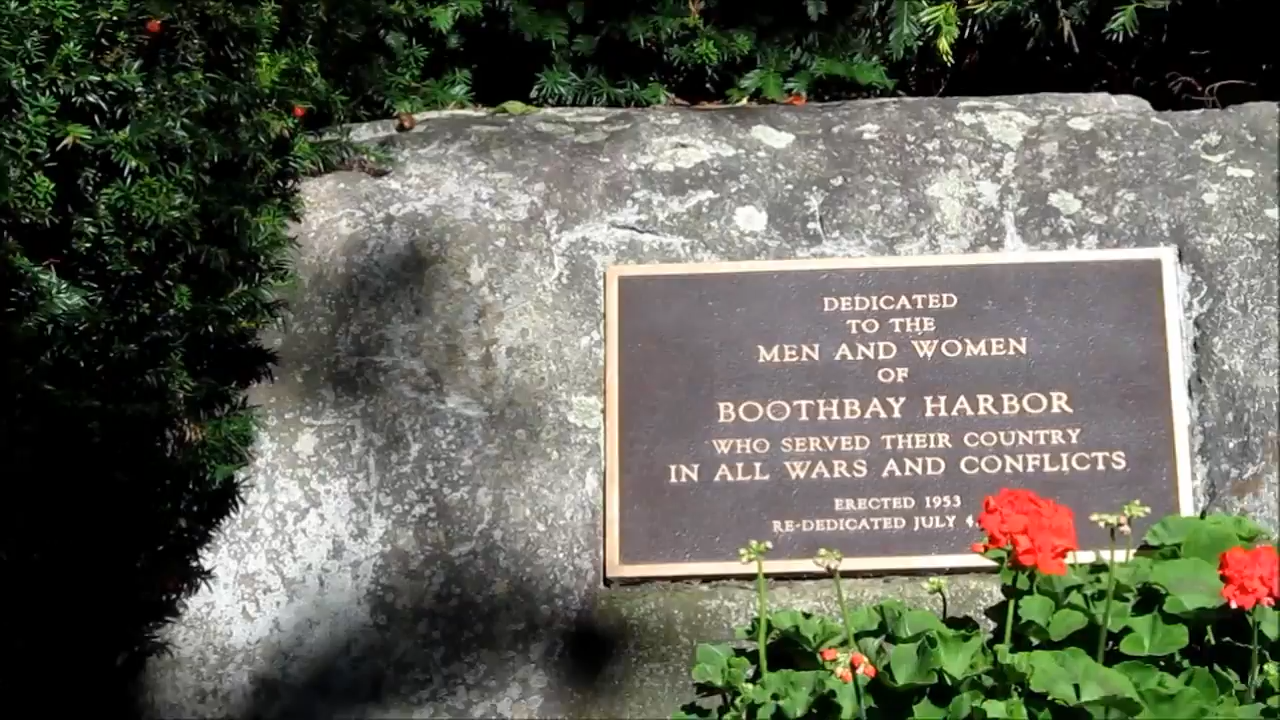 DEDICATED
TO THE
MEN AND WOMEN
OF
BOOTHBAY HARBOR
WHO SERVED THEIR COUNTRY
IN ALL WARS AND CONFLICTS
ERECTED 1953
RE-DEDICATED JULY